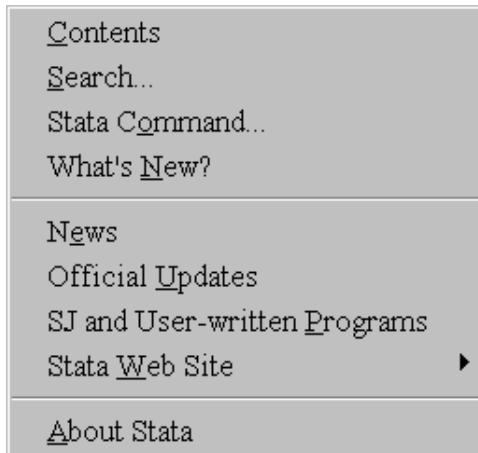 Contents
Search...
Stata Command...
What's New?
News
Official Updates
SJ and User-written Programs
Stata Web Site
About Stata